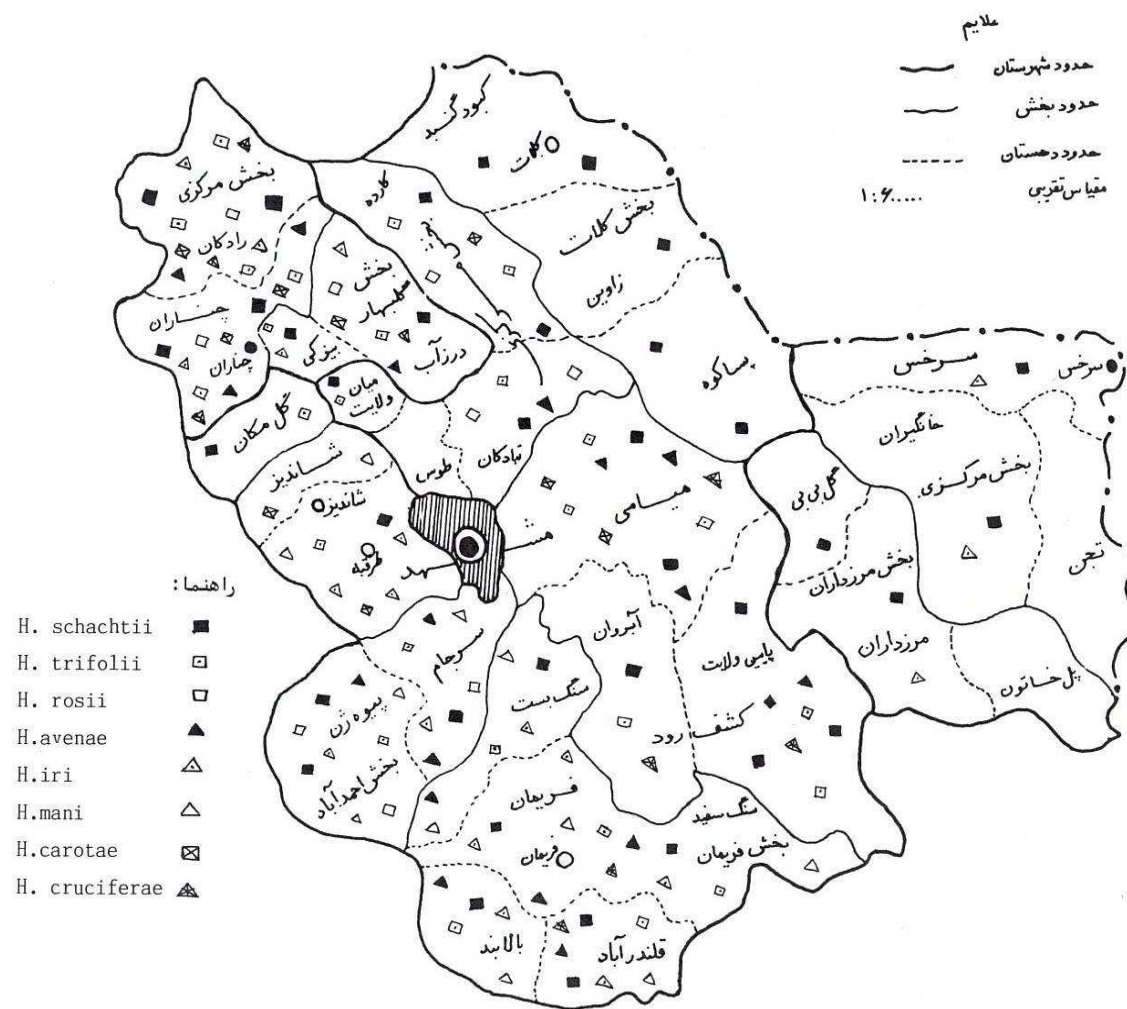 علایم
حدود شهرستان
حدود بخش
حدود دهستان
مقیاس تقریبی ۱:۶.....
کبود گنبد
کلات
بخش مرکزی
کارده
بخش کلات
رادکان
بخش
گلبهار
زاوین
چناران
بیزکی
درزآب
چناران
پساکوه
سرخس
سرخس
میان
ولایت
خانگیران
گل مکان
تبادکان
طوس
شاندیز
گل بی بی
بخش مرکزی
میامی
شاندیز
طرقبه
مشهد
تجن
بخش مرزداران
راهنما:
H. schachtii
H. trifolii
H. rosii
H.avenae
H.iri
H.mani
H.carotae
H. cruciferae
سرجام
آبروان
پایین ولایت
مرزداران
پل خاتون
سنگ بست
پیوه ژن
کشف رود
بخش احمدآباد
فریمان
سنگ سفید
بخش فریمان
فریمان
بالابند
قلندرآباد